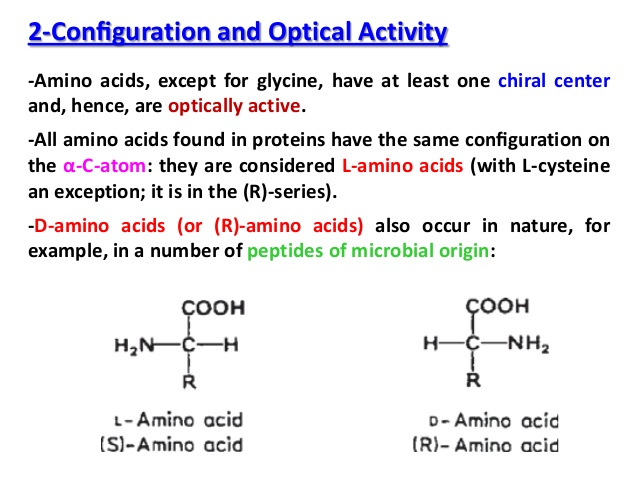 2-Configuration and Optical Activity
-Amino acids, except for glycine, have at least one chiral center
and, hence, are optically active.
-All amino acids found in proteins have the same configuration on
the α-C-atom: they are considered L-amino acids (with L-cysteine
an exception; it is in the (R)-series).
-D-amino acids (or (R)-amino acids) also occur in nature, for
example, in a number of peptides of microbial origin:
COOH
H₂N—C—H
R
L-Amino acid
(S)-Amino acid
COOH
H—C—NH₂
R
D-Amino acid
(R)-Amino acid